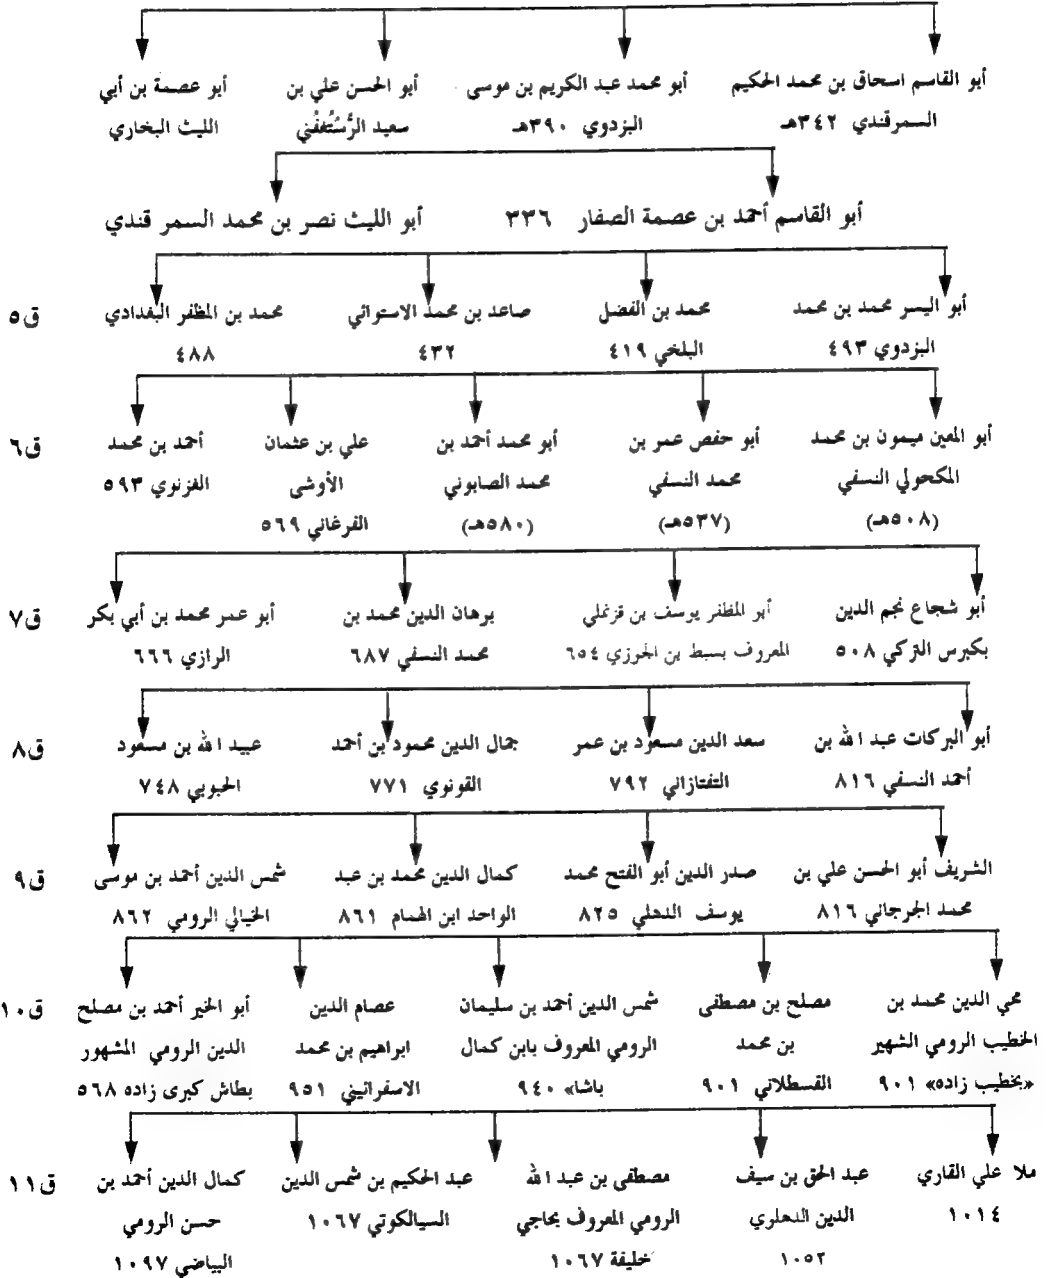 أبو القاسم اسحاق بن محمد الحكيم
السمرقندي ٣٤٢هـ
أبو محمد عبد الكريم بن موسى
البزدوي ٣٩٠هـ
أبو الحسن علي بن
سعيد الرُّسْتُغفْني
أبو عصمة بن أبي
الليث البخاري
أبو القاسم أحمد بن عصمة الصفار ٣٣٦
أبو الليث نصر بن محمد السمر قندي
ق٥
أبو اليسر محمد بن محمد
البزدوي ٤٩٣
محمد بن الفضل
البلخي ٤١٩
صاعد بن محمد الاستوائي
٤٣٢
محمد بن المظفر البغدادي
٤٨٨
ق٦
أبو المعين ميمون بن محمد
المكحولي النسفي
(٥٠٨هـ)
أبو حفص عمر بن
محمد النسفي
(٥٣٧هـ)
أبو محمد أحمد بن
محمد الصابوني
(٥٨٠هـ)
علي بن عثمان
الأوشى
الفرغاني ٥٦٩
أحمد بن محمد
الغزنوي ٥٩٣
ق٧
أبو شجاع نجم الدين
بكبرس التركي ٥٠٨
أبو المظفر يوسف بن قزغلي
المعروف بسبط بن الجوزي ٦٥٤
برهان الدين محمد بن
محمد النسفي ٦٨٧
أبو عمر محمد بن أبي بكر
الرازي ٦٦٦
ق٨
أبو البركات عبد الله بن
أحمد النسفي ٨١٦
سعد الدين مسعود بن عمر
التفتازاني ٧٩٢
جمال الدين محمود بن أحمد
القونوي ٧٧١
عبيد الله بن مسعود
الحبوبي ٧٤٨
ق٩
الشريف أبو الحسن علي بن
محمد الجرجاني ٨١٦
صدر الدين أبو الفتح محمد
يوسف الدهلي ٨٢٥
كمال الدين محمد بن عبد
الواحد ابن الهمام ٨٦١
شمس الدين أحمد بن موسى
الخيالي الرومي ٨٦٢
ق١٠
محي الدين محمد بن
الخطيب الرومي الشهير
«بخطيب زاده» ٩٠١
مصلح بن مصطفى
بن محمد
القسطلاني ٩٠١
شمس الدين أحمد بن سليمان
الرومي المعروف بابن كمال
باشا» ٩٤٠
عصام الدين
ابراهيم بن محمد
الاسفرائيني ٩٥١
أبو الخير أحمد بن مصلح
الدين الرومي المشهور
بطاش كبرى زاده ٥٦٨
ق١١
ملا علي القاري
١٠١٤
عبد الحق بن سيف
الدين الدهلري
١٠٥٢
مصطفى بن عبد الله
الرومي المعروف بحاجي
خليفة ١٠٦٧
عبد الحكيم بن شمس الدين
السيالكوتي ١٠٦٧
كمال الدين أحمد بن
حسن الرومي
البياضي ١٠٩٧